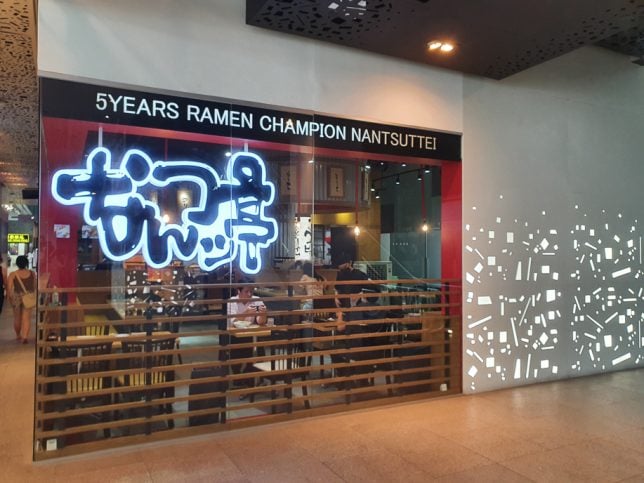 5YEARS RAMEN CHAMPION NANTSUTTEI
なんつッ亭